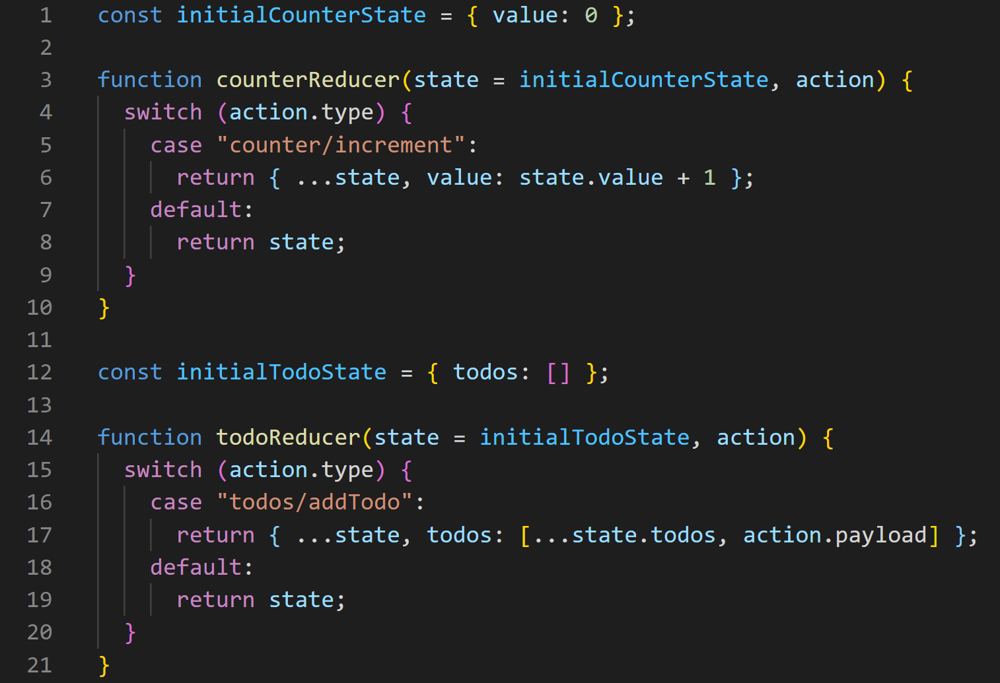 1 const initialCounterState = { value: 0 };
2
3 function counterReducer(state = initialCounterState, action) {
4   switch (action.type) {
5     case "counter/increment":
6       return { ...state, value: state.value + 1 };
7     default:
8       return state;
9   }
10 }
11
12 const initialTodoState = { todos: [] };
13
14 function todoReducer(state = initialTodoState, action) {
15   switch (action.type) {
16     case "todos/addTodo":
17       return { ...state, todos: [...state.todos, action.payload] };
18     default:
19       return state;
20   }
21 }